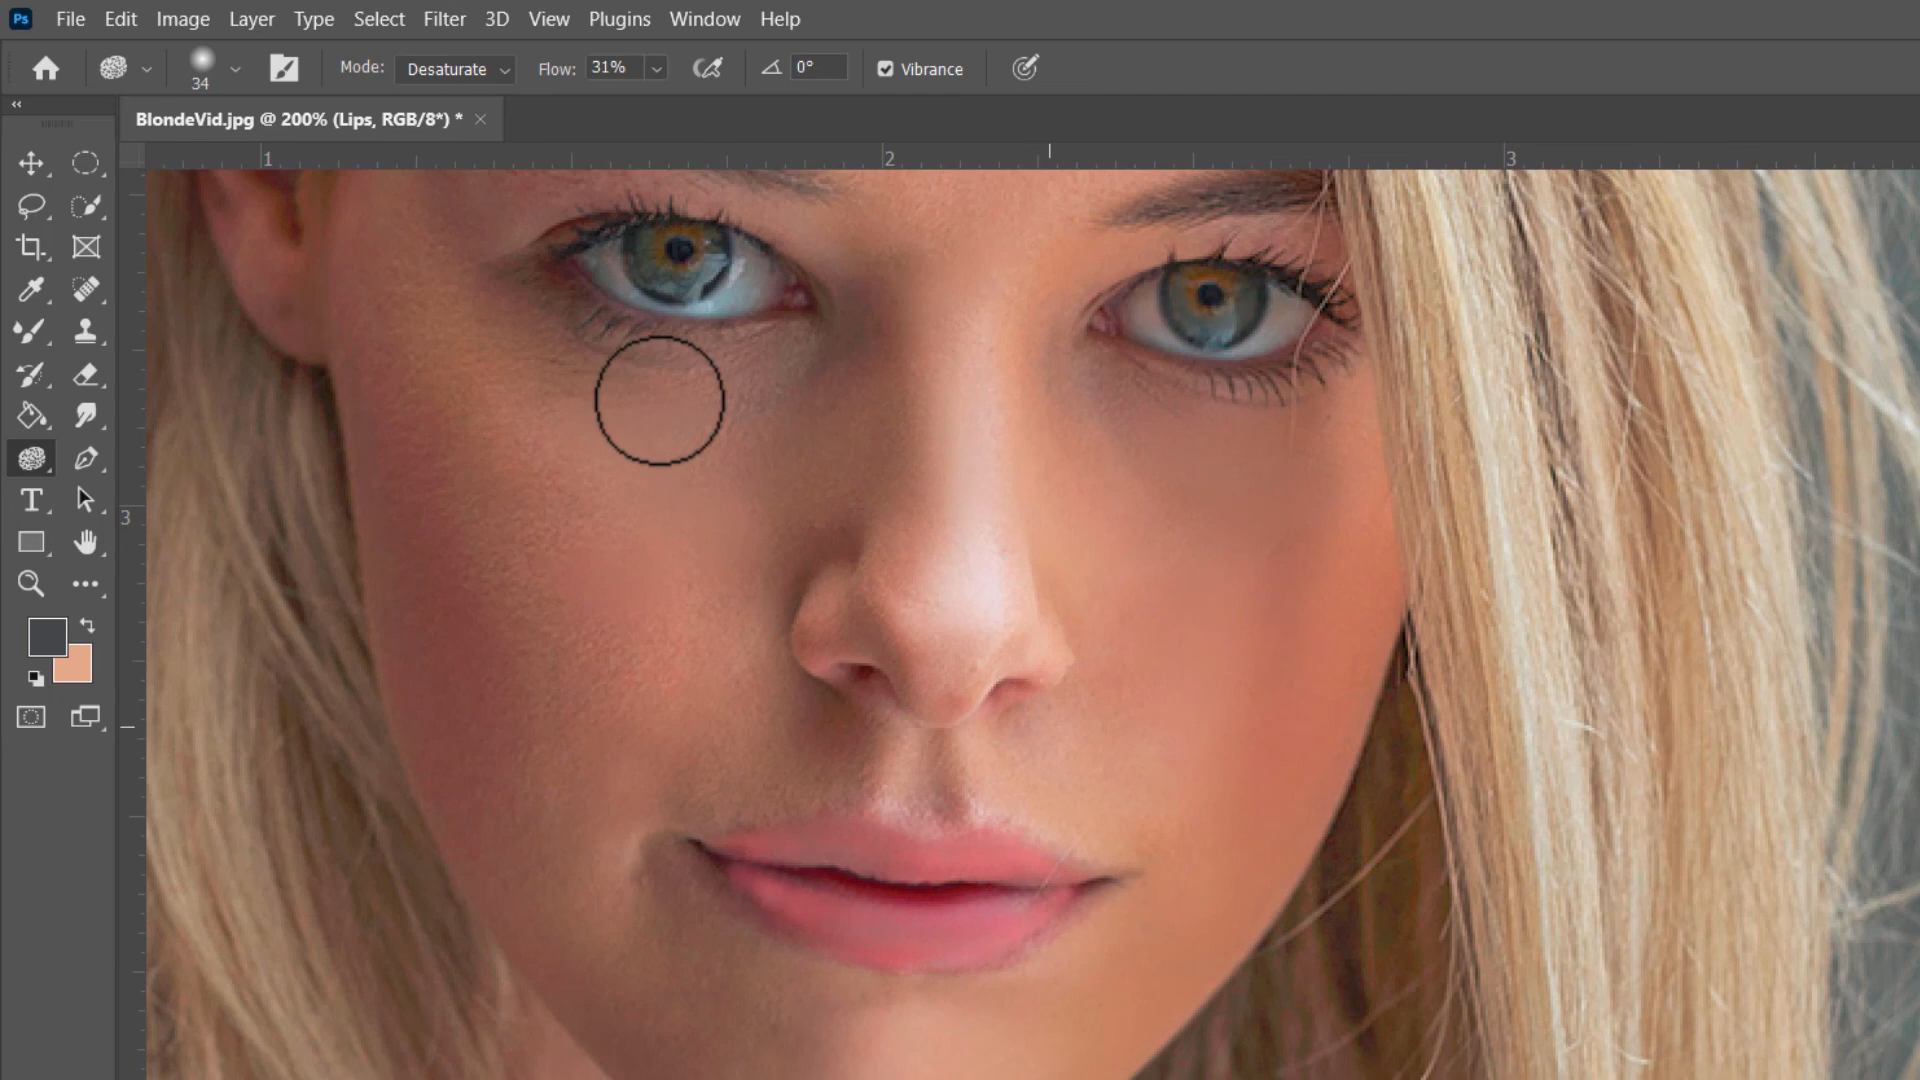 Ps File Edit Image Layer Type Select Filter 3D View Plugins Window Help
34 Mode: Desaturate Flow: 31% 0° Vibrance
BlondeVid.jpg @ 200% (Lips, RGB/8*) *
1 2 3
3
T